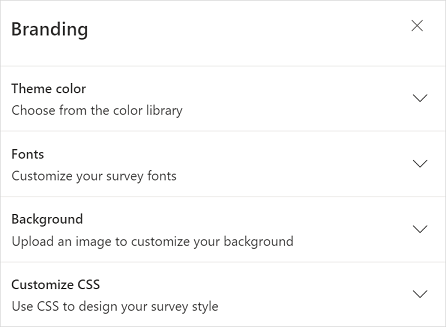 Branding
Theme color
Choose from the color library
Fonts
Customize your survey fonts
Background
Upload an image to customize your background
Customize CSS
Use CSS to design your survey style